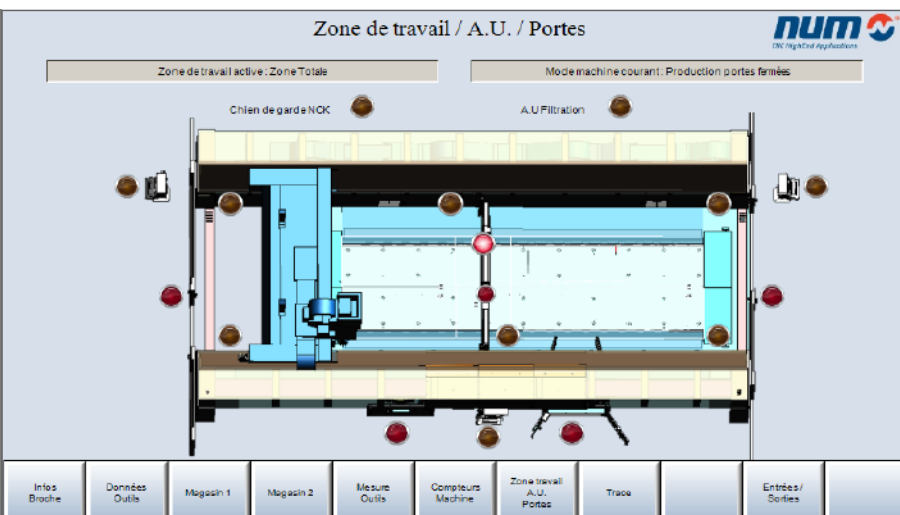 Zone de travail / A.U. / Portes
num
CNC HighEnd Applications
Zone de travail active : Zone Totale
Mode machine courant : Production portes fermées
Chien de garde NCK
A.U Filtration
Infos
Broche
Données
Outils
Magasin 1
Magasin 2
Mesure
Outils
Compteurs
Machine
Zone travail
A.U.
Portes
Trace
Entrées /
Sorties